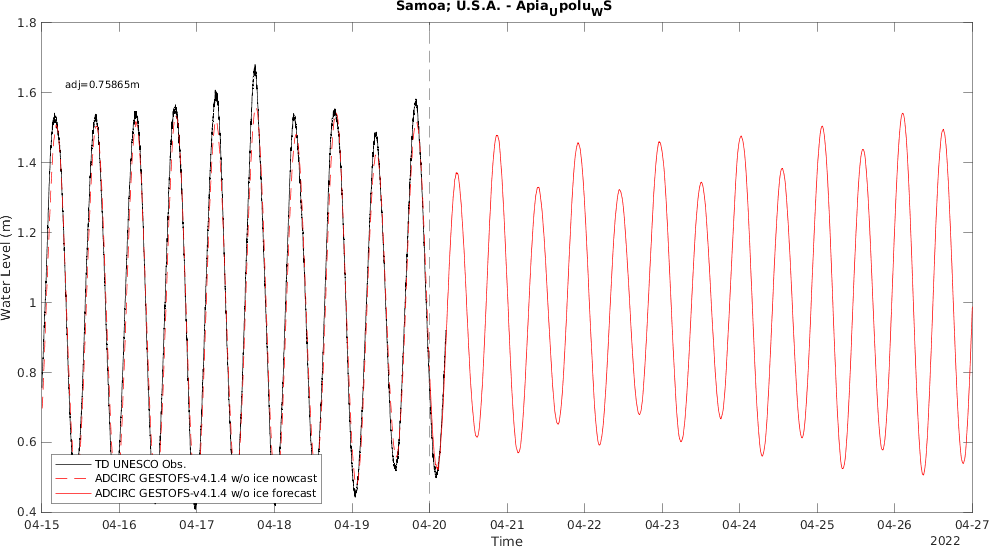 Samoa; U.S.A. - ApiaUpoluWS
1.8
1.6
1.4
1.2
1
0.8
0.6
0.4
Water Level (m)
adj=0.75865m
TD UNESCO Obs.
ADCIRC GESTOFS-v4.1.4 w/o ice nowcast
ADCIRC GESTOFS-v4.1.4 w/o ice forecast
04-15 04-16 04-17 04-18 04-19 04-20 04-21 04-22 04-23 04-24 04-25 04-26 04-27
Time
2022